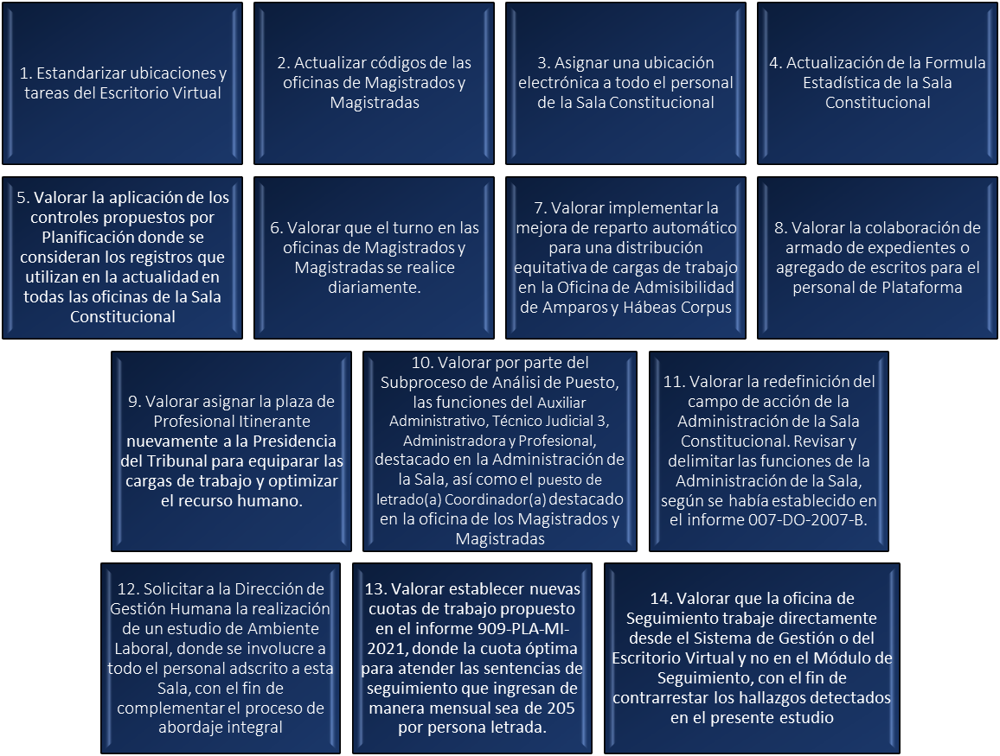 1. Estandarizar ubicaciones y
tareas del Escritorio Virtual
2. Actualizar códigos de las
oficinas de Magistrados y
Magistradas
3. Asignar una ubicación
electrónica a todo el personal
de la Sala Constitucional
4. Actualización de la Formula
Estadística de la Sala
Constitucional
5. Valorar la aplicación de los
controles propuestos por
Planificación donde se
consideran los registros que
utilizan en la actualidad en
todas las oficinas de la Sala
Constitucional
6. Valorar que el turno en las
oficinas de Magistrados y
Magistradas se realice
diariamente.
7. Valorar implementar la
mejora de reparto automático
para una distribución
equitativa de cargas de trabajo
en la Oficina de Admisibilidad
de Amparos y Hábeas Corpus
8. Valorar la colaboración de
armado de expedientes o
agregado de escritos para el
personal de Plataforma
9. Valorar asignar la plaza de
Profesional Itinerante
nuevamente a la Presidencia
del Tribunal para equiparar las
cargas de trabajo y optimizar
el recurso humano.
10. Valorar por parte del
Subproceso de Análisi de Puesto,
las funciones del Auxiliar
Administrativo, Técnico Judicial 3,
Administradora y Profesional,
destacado en la Administración de
la Sala, así como el puesto de
letrado(a) Coordinador(a) destacado
en la oficina de los Magistrados y
Magistradas
11. Valorar la redefinición del
campo de acción de la
Administración de la Sala
Constitucional. Revisar y
delimitar las funciones de la
Administración de la Sala,
según se había establecido en
el informe 007-DO-2007-B.
12. Solicitar a la Dirección de
Gestión Humana la realización
de un estudio de Ambiente
Laboral, donde se involucre a
todo el personal adscrito a esta
Sala, con el fin de
complementar el proceso de
abordaje integral
13. Valorar establecer nuevas
cuotas de trabajo propuesto
en el informe 909-PLA-MI-
2021, donde la cuota óptima
para atender las sentencias de
seguimiento que ingresan de
manera mensual sea de 205
por persona letrada.
14. Valorar que la oficina de
Seguimiento trabaje directamente
desde el Sistema de Gestión o del
Escritorio Virtual y no en el Módulo de
Seguimiento, con el fin de
contrarrestar los hallazgos detectados
en el presente estudio